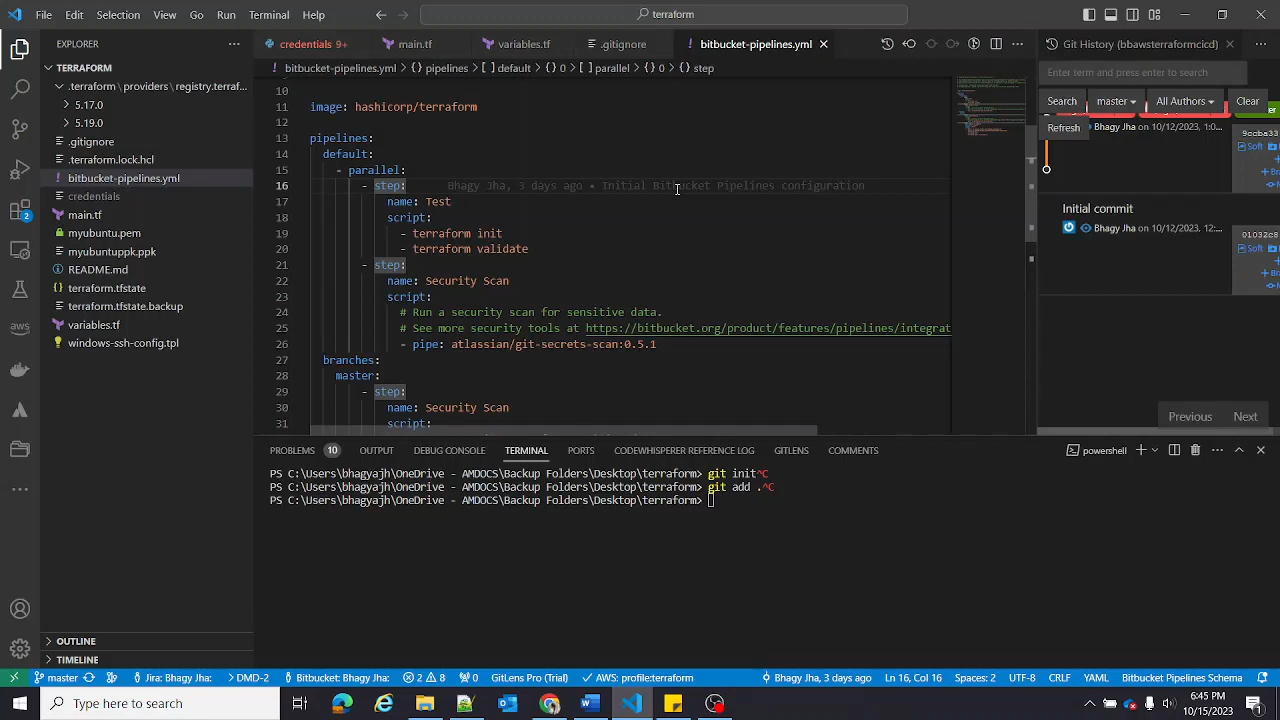 File Edit Selection View Go Run Terminal Help
terraform
EXPLORER
TERRAFORM
.terraform / providers / registry.terraf...
5.17.0
5.19.0
.gitignore
.terraform.lock.hcl
bitbucket-pipelines.yml
credentials
main.tf
myubuntu.pem
myubuntuppk.ppk
README.md
terraform.tfstate
terraform.tfstate.backup
variables.tf
windows-ssh-config.tpl
OUTLINE
TIMELINE
2
aws
credentials 9+
main.tf
variables.tf
.gitignore
bitbucket-pipelines.yml
bitbucket-pipelines.yml > {} pipelines > [ ] default > {} 0 > [ ] parallel > {} 0 > {} step
10
11 image: hashicorp/terraform
12
13 pipelines:
14 default:
15 - parallel:
16 - step: Bhagy Jha, 3 days ago • Initial Bitbucket Pipelines configuration
17 name: Test
18 script:
19 - terraform init
20 - terraform validate
21 - step:
22 name: Security Scan
23 script:
24 # Run a security scan for sensitive data.
25 # See more security tools at https://bitbucket.org/product/features/pipelines/integrat
26 - pipe: atlassian/git-secrets-scan:0.5.1
27 branches:
28 master:
29 - step:
30 name: Security Scan
31 script:
Git History (bbawsterraformcicd)
Enter term and press enter to search
Search master All Authors
Refresh
Bhagy Jha on 10/12/2023, 1:0...
Soft
+ Bra
Initial commit
Bhagy Jha on 10/12/2023, 12:...
01032e8
Soft
Previous Next
PROBLEMS 10 OUTPUT DEBUG CONSOLE TERMINAL PORTS CODEWHISPERER REFERENCE LOG GITLENS COMMENTS
powershell
PS C:\Users\bhagyajh\OneDrive - AMDOCS\Backup Folders\Desktop\terraform> git init^C
PS C:\Users\bhagyajh\OneDrive - AMDOCS\Backup Folders\Desktop\terraform> git add .^C
PS C:\Users\bhagyajh\OneDrive - AMDOCS\Backup Folders\Desktop\terraform>
master Jira: Bhagy Jha: > DMD-2 Bitbucket: Bhagy Jha: 2 8 0 GitLens Pro (Trial) AWS: profile:terraform Bhagy Jha, 3 days ago Ln 16, Col 16 Spaces: 2 UTF-8 CRLF YAML Bitbucket Pipelines Schema
Type here to search
6:45 PM
10/15/2023